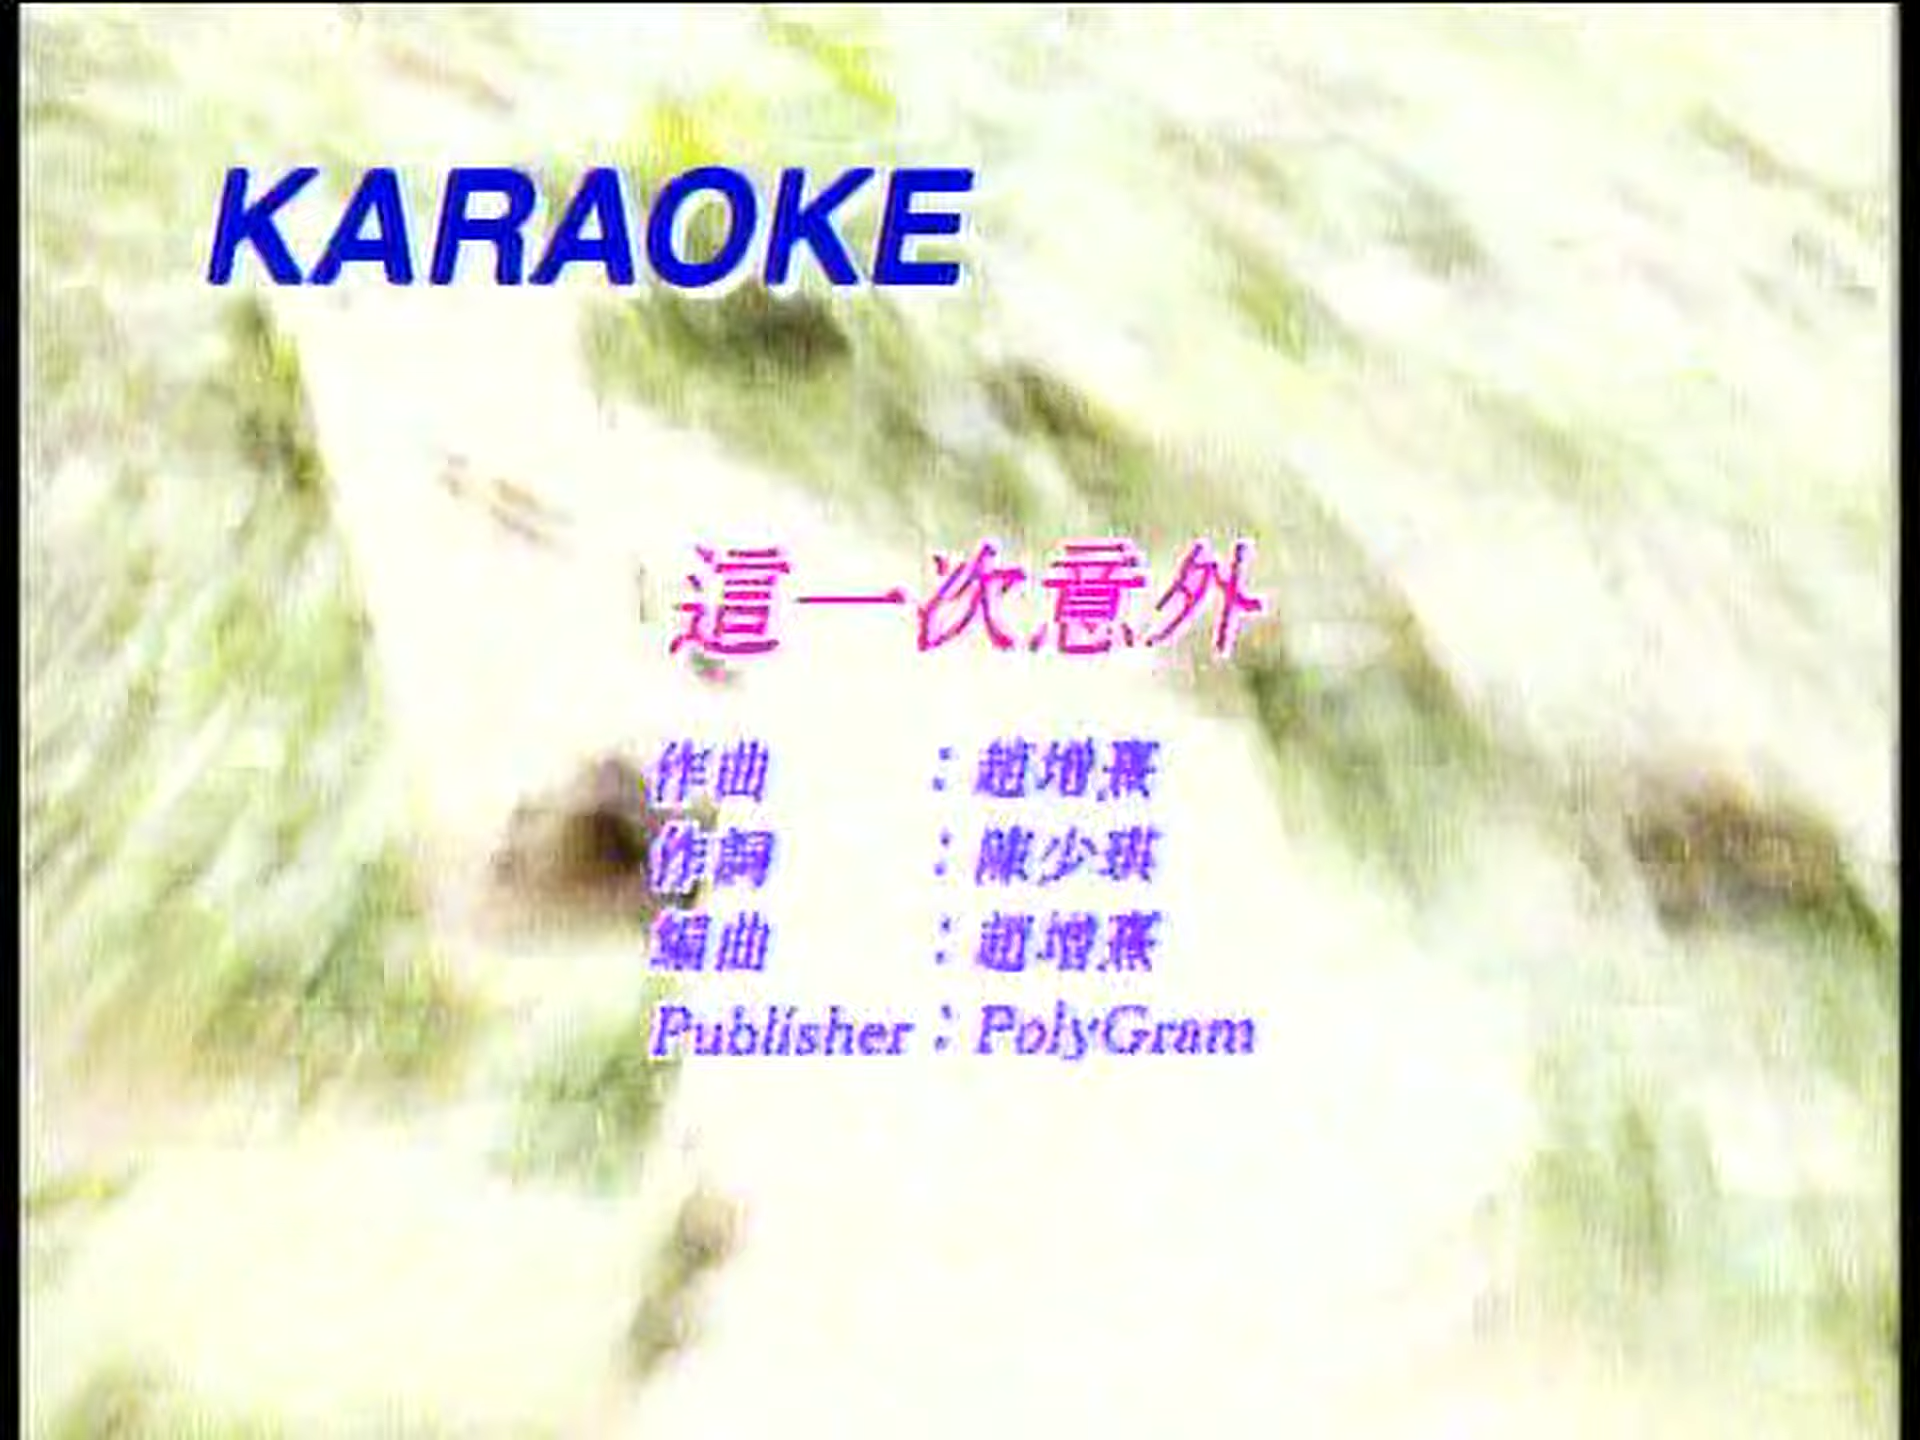 KARAOKE
這一次意外
作曲 : 趙增熹
作詞 : 陳少琪
編曲 : 趙增熹
Publisher : PolyGram